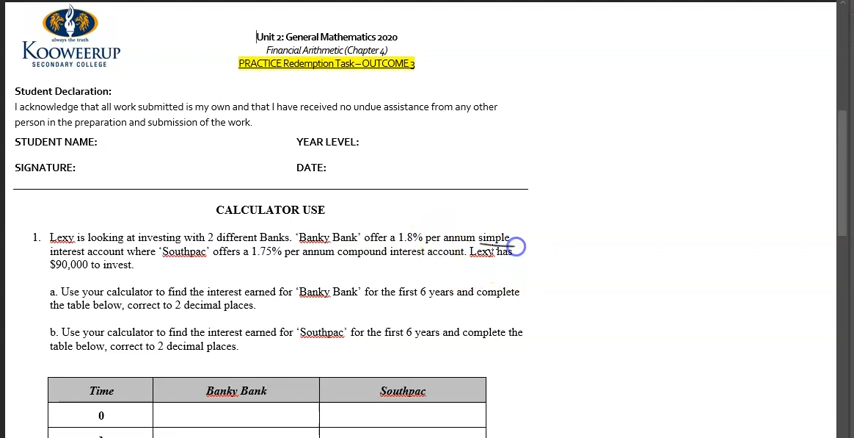 always the truth
KOOWEERUP
SECONDARY COLLEGE
Unit 2: General Mathematics 2020
Financial Arithmetic (Chapter 4)
PRACTICE Redemption Task – OUTCOME 3
Student Declaration:
I acknowledge that all work submitted is my own and that I have received no undue assistance from any other
person in the preparation and submission of the work.
STUDENT NAME: YEAR LEVEL:
SIGNATURE: DATE:
CALCULATOR USE
1. Lexy is looking at investing with 2 different Banks. ‘Banky Bank’ offer a 1.8% per annum simple
interest account where ‘Southpac’ offers a 1.75% per annum compound interest account. Lexy has
$90,000 to invest.
a. Use your calculator to find the interest earned for ‘Banky Bank’ for the first 6 years and complete
the table below, correct to 2 decimal places.
b. Use your calculator to find the interest earned for ‘Southpac’ for the first 6 years and complete the
table below, correct to 2 decimal places.
Time Banky Bank Southpac
0